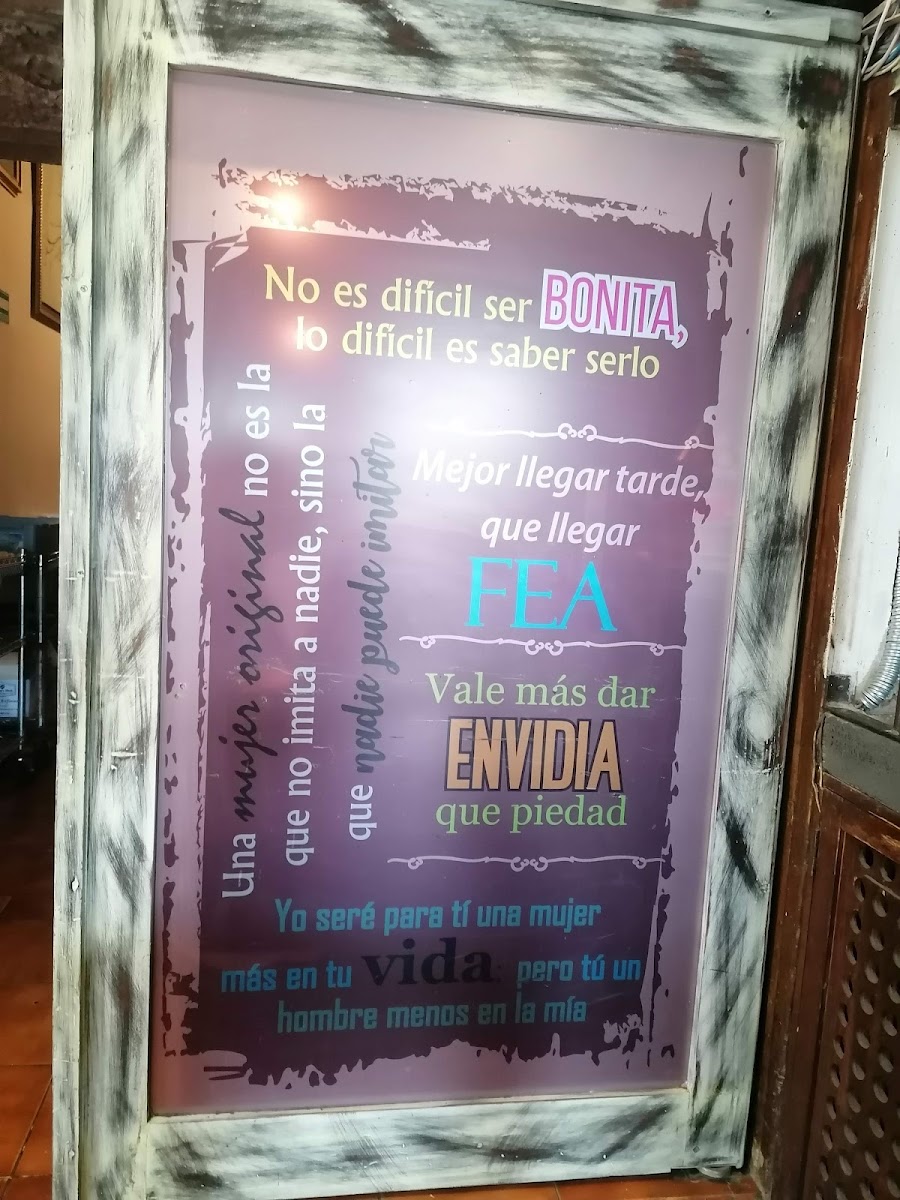 No es difícil ser BONITA,
lo difícil es saber serlo
Una mujer original no es la
que no imita a nadie, sino la
que nadie puede imitar
Mejor llegar tarde,
que llegar
FEA
Vale más dar
ENVIDIA
que piedad
Yo seré para tí una mujer
más en tu vida; pero tú un
hombre menos en la mía